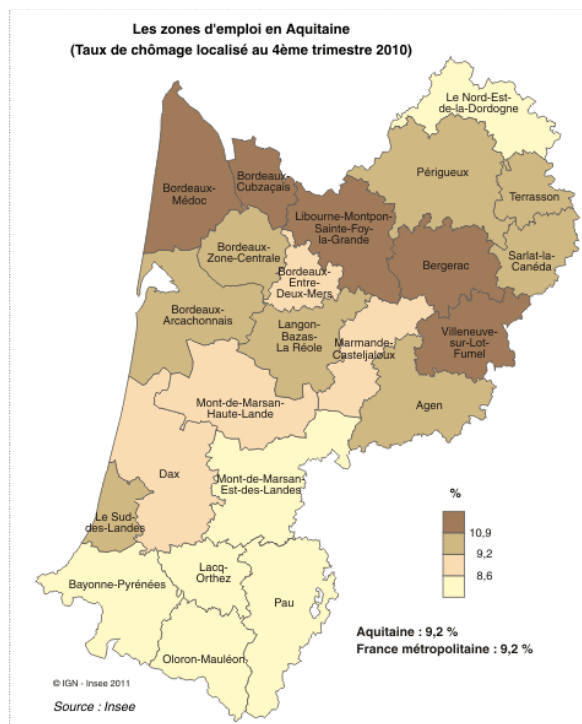 Les zones d'emploi en Aquitaine
(Taux de chômage localisé au 4ème trimestre 2010)
Le Nord-Est-
de-la-Dordogne
Périgueux
Terrasson
Bordeaux-
Médoc
Bordeaux-
Cubzaçais
Libourne-Montpon-
Sainte-Foy-
la-Grande
Bordeaux-
Zone-Centrale
Bergerac
Sarlat-la-
Canéda
Bordeaux-
Entre-
Deux-Mers
Bordeaux-
Arcachonnais
Langon-
Bazas-
La Réole
Marmande-
Casteljaloux
Villeneuve-
sur-Lot-
Fumel
Mont-de-Marsan-
Haute-Lande
Agen
Dax
Mont-de-Marsan-
Est-des-Landes
Le Sud-
des-Landes
%
10,9
9,2
8,6
Lacq-
Orthez
Bayonne-Pyrénées
Pau
Oloron-Mauléon
Aquitaine : 9,2 %
France métropolitaine : 9,2 %
© IGN - Insee 2011
Source : Insee